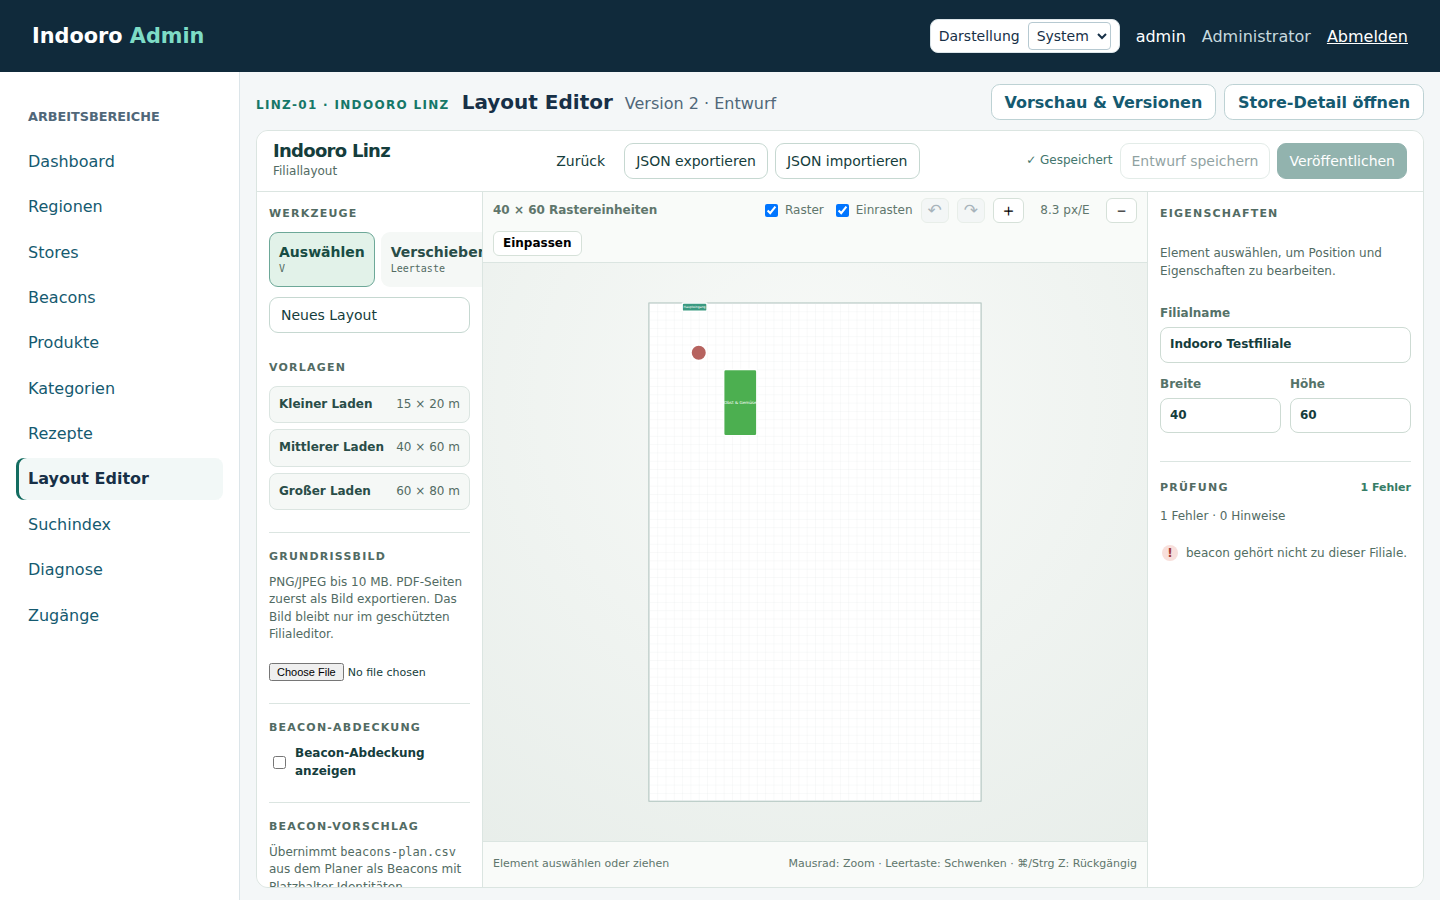 Indooro Admin
Darstellung System admin Administrator Abmelden
ARBEITSBEREICHE
Dashboard
Regionen
Stores
Beacons
Produkte
Kategorien
Rezepte
Layout Editor
Suchindex
Diagnose
Zugänge
LINZ-01 · INDOORO LINZ Layout Editor Version 2 · Entwurf
Vorschau & Versionen Store-Detail öffnen
Indooro Linz
Filiallayout
Zurück JSON exportieren JSON importieren
✓ Gespeichert Entwurf speichern Veröffentlichen
WERKZEUGE
Auswählen
V
Verschieben
Leertaste
Neues Layout
VORLAGEN
Kleiner Laden 15 × 20 m
Mittlerer Laden 40 × 60 m
Großer Laden 60 × 80 m
GRUNDRISSBILD
PNG/JPEG bis 10 MB. PDF-Seiten
zuerst als Bild exportieren. Das
Bild bleibt nur im geschützten
Filialeditor.
Choose File No file chosen
BEACON-ABDECKUNG
Beacon-Abdeckung
anzeigen
BEACON-VORSCHLAG
Übernimmt beacons-plan.csv
aus dem Planer als Beacons mit
Platzhalter Identitäten
40 × 60 Rastereinheiten
Raster Einrasten ↶ ↷ + 8.3 px/E −
Einpassen
Obst & Gemüse
Element auswählen oder ziehen
Mausrad: Zoom · Leertaste: Schwenken · ⌘/Strg Z: Rückgängig
EIGENSCHAFTEN
Element auswählen, um Position und
Eigenschaften zu bearbeiten.
Filialname
Indooro Testfiliale
Breite Höhe
40 60
PRÜFUNG 1 Fehler
1 Fehler · 0 Hinweise
! beacon gehört nicht zu dieser Filiale.